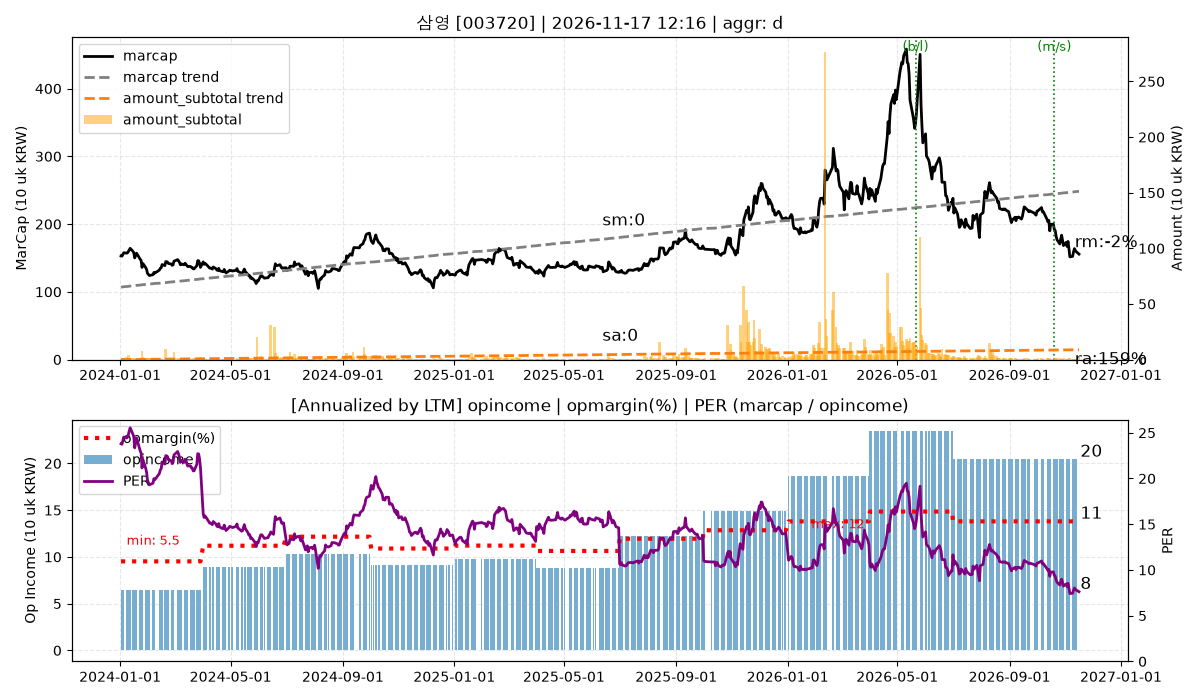 삼영 [003720] | 2026-11-17 12:16 | aggr: d
marcap
marcap trend
amount_subtotal trend
amount_subtotal
(b/l)
(m/s)
sm:0
sa:0
rm:-2%
ra:159%
MarCap (10 uk KRW)
400
300
200
100
0
Amount (10 uk KRW)
250
200
150
100
50
0
2024-01-01 2024-05-01 2024-09-01 2025-01-01 2025-05-01 2025-09-01 2026-01-01 2026-05-01 2026-09-01 2027-01-01
[Annualized by LTM] opincome | opmargin(%) | PER (marcap / opincome)
opmargin(%)
opincome
PER
min: 5.5
max: 12
20
11
8
Op Income (10 uk KRW)
20
15
10
5
0
PER
25
20
15
10
5
0
2024-01-01 2024-05-01 2024-09-01 2025-01-01 2025-05-01 2025-09-01 2026-01-01 2026-05-01 2026-09-01 2027-01-01